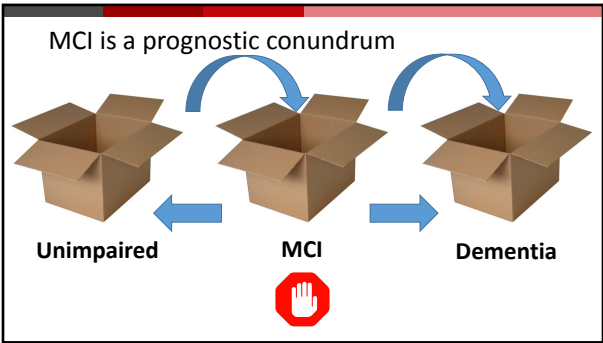 MCI is a prognostic conundrum
Unimpaired
MCI
Dementia